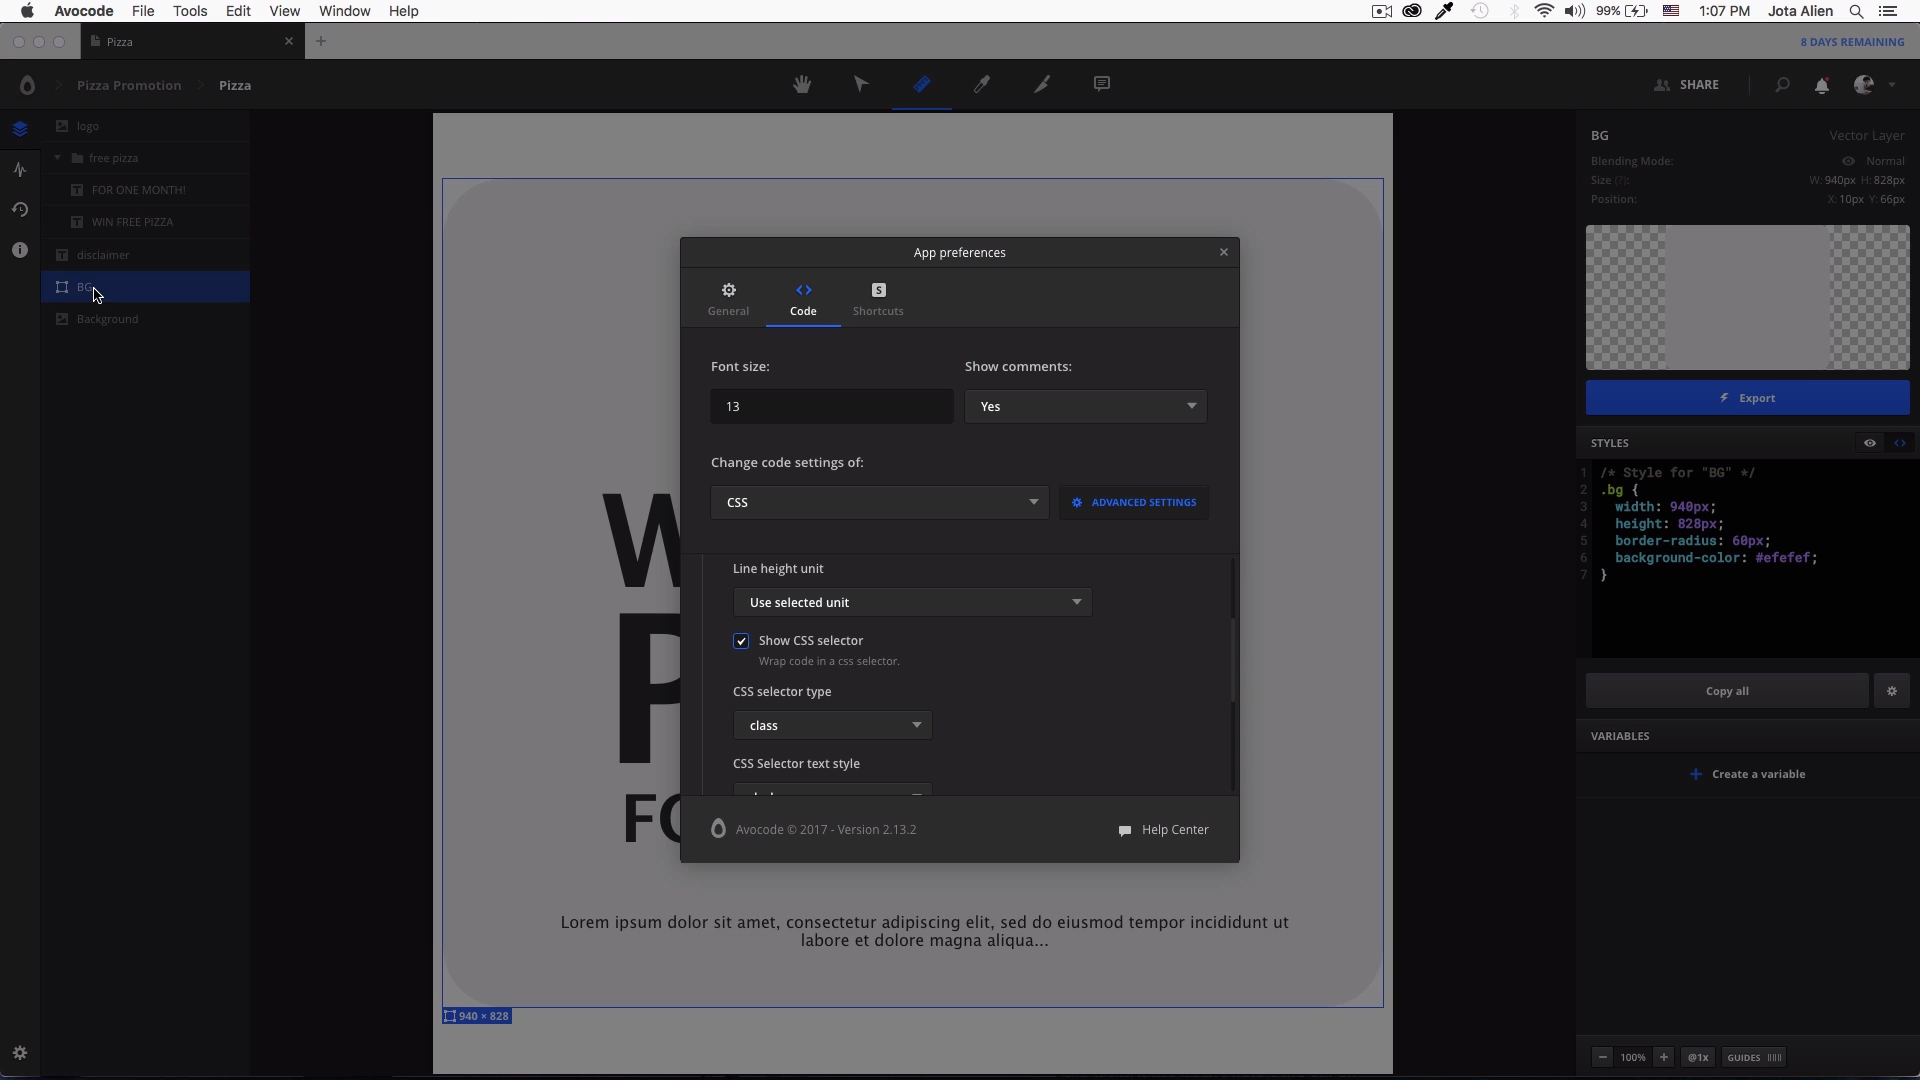 Avocode File Tools Edit View Window Help
99% 1:07 PM Jota Alien
Pizza
8 DAYS REMAINING
Pizza Promotion Pizza
SHARE
logo
free pizza
FOR ONE MONTH!
WIN FREE PIZZA
disclaimer
BG
Background
W
P
FO
Lorem ipsum dolor sit amet, consectetur adipiscing elit, sed do eiusmod tempor incididunt ut
labore et dolore magna aliqua...
940 × 828
App preferences
General
Code
S
Shortcuts
Font size:
Show comments:
13
Yes
Change code settings of:
CSS
ADVANCED SETTINGS
Line height unit
Use selected unit
Show CSS selector
Wrap code in a css selector.
CSS selector type
class
CSS Selector text style
Avocode © 2017 - Version 2.13.2
Help Center
BG Vector Layer
Blending Mode: Normal
Size (?): W: 940px H: 828px
Position: X: 10px Y: 66px
Export
STYLES
1 /* Style for "BG" */
2 .bg {
3 width: 940px;
4 height: 828px;
5 border-radius: 60px;
6 background-color: #efefef;
7 }
Copy all
VARIABLES
Create a variable
100% @1x GUIDES